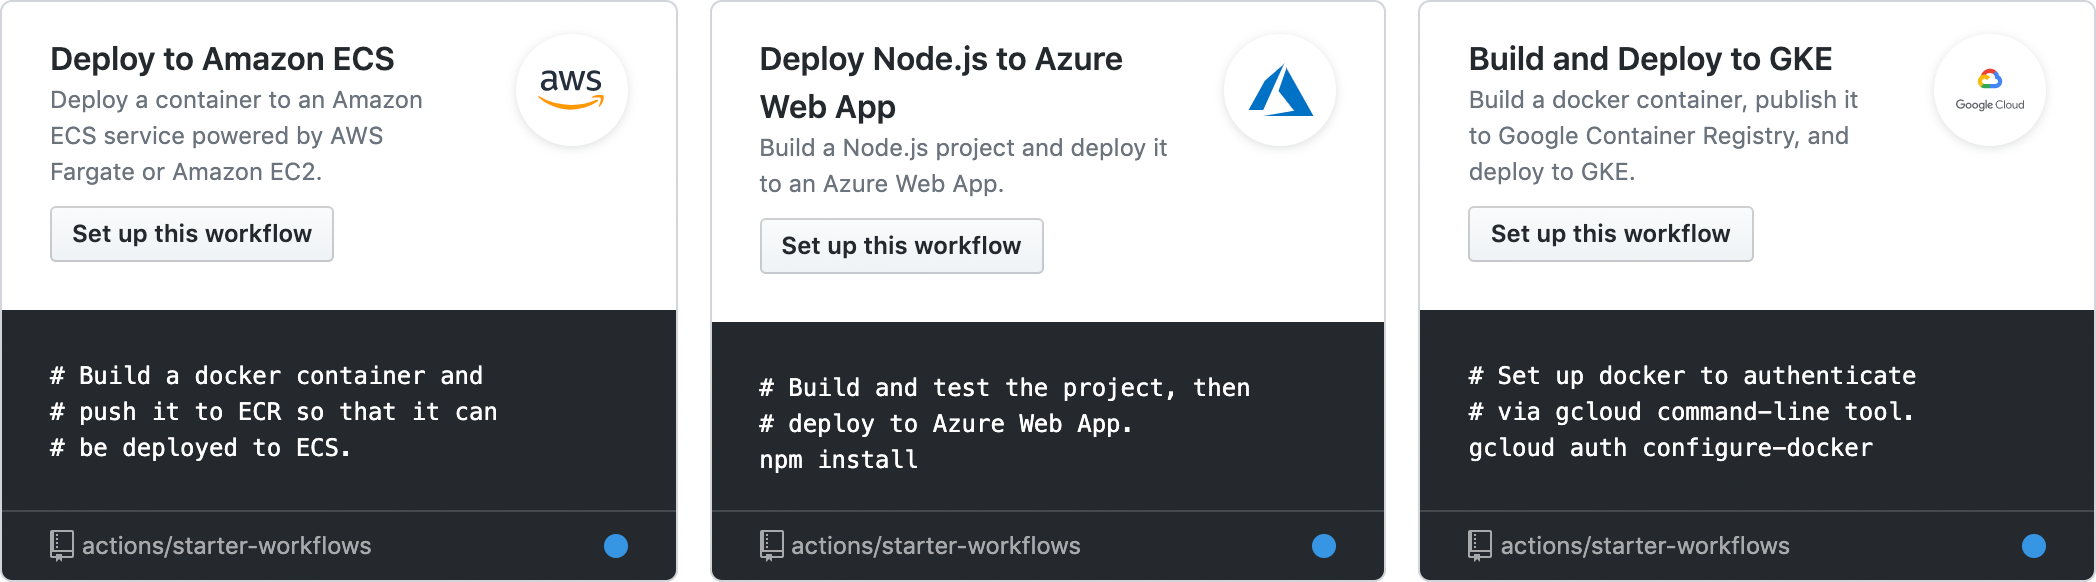 Deploy to Amazon ECS
Deploy a container to an Amazon
ECS service powered by AWS
Fargate or Amazon EC2.
aws
Set up this workflow
# Build a docker container and
# push it to ECR so that it can
# be deployed to ECS.
actions/starter-workflows
Deploy Node.js to Azure
Web App
Build a Node.js project and deploy it
to an Azure Web App.
Set up this workflow
# Build and test the project, then
# deploy to Azure Web App.
npm install
actions/starter-workflows
Build and Deploy to GKE
Build a docker container, publish it
to Google Container Registry, and
deploy to GKE.
Google Cloud
Set up this workflow
# Set up docker to authenticate
# via gcloud command-line tool.
gcloud auth configure-docker
actions/starter-workflows